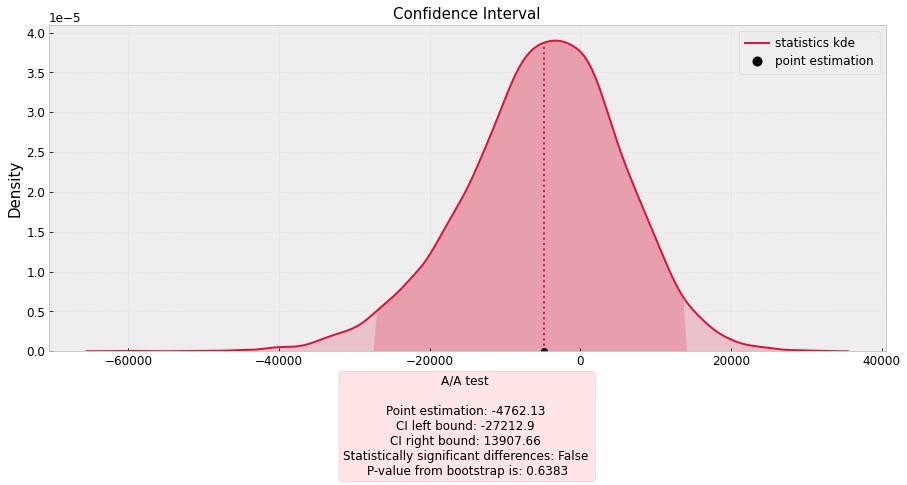 Confidence Interval
1e−5
4.0
3.5
3.0
2.5
2.0
1.5
1.0
0.5
0.0
Density
statistics kde
point estimation
−60000 −40000 −20000 0 20000 40000
A/A test
Point estimation: -4762.13
CI left bound: -27212.9
CI right bound: 13907.66
Statistically significant differences: False
P-value from bootstrap is: 0.6383